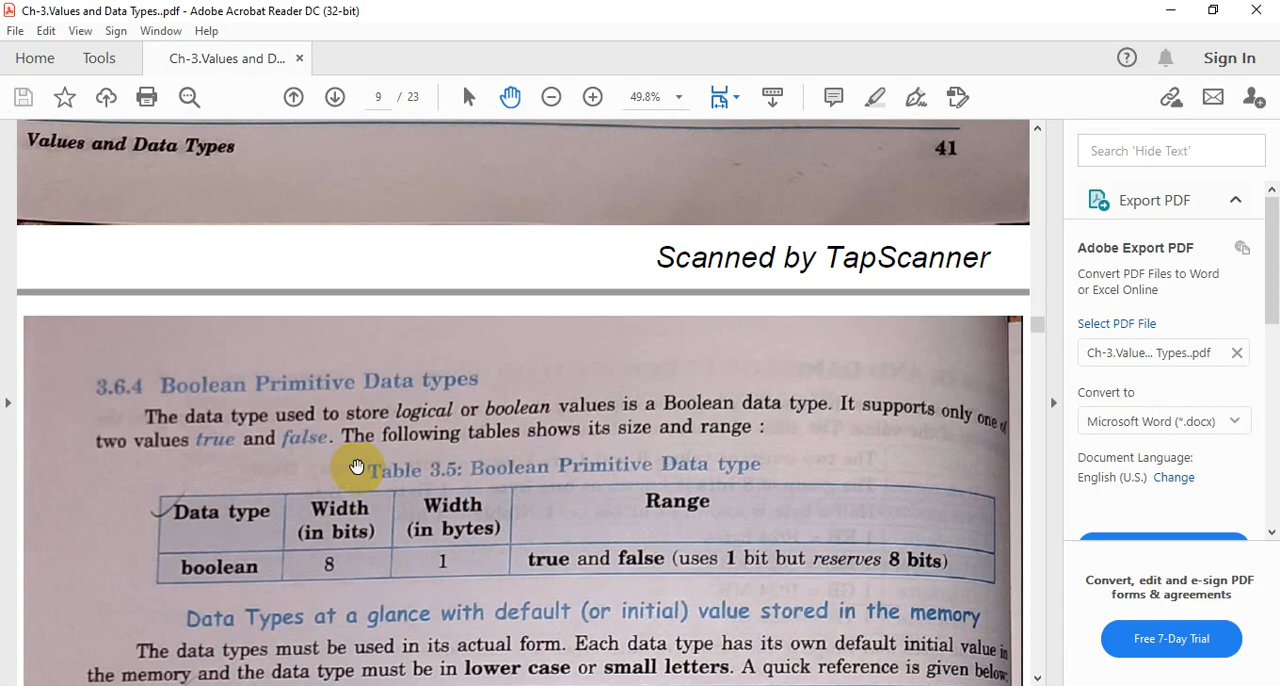 Ch-3.Values and Data Types..pdf - Adobe Acrobat Reader DC (32-bit)
File Edit View Sign Window Help
Home Tools Ch-3.Values and D... ×
Sign In
9 / 23
49.8%
Values and Data Types 41
Scanned by TapScanner
3.6.4 Boolean Primitive Data types
The data type used to store logical or boolean values is a Boolean data type. It supports only one of
two values true and false. The following tables shows its size and range :
Table 3.5: Boolean Primitive Data type
Data type Width (in bits) Width (in bytes) Range
boolean 8 1 true and false (uses 1 bit but reserves 8 bits)
Data Types at a glance with default (or initial) value stored in the memory
The data types must be used in its actual form. Each data type has its own default initial value in
the memory and the data type must be in lower case or small letters. A quick reference is given below
Search 'Hide Text'
Export PDF
Adobe Export PDF
Convert PDF Files to Word
or Excel Online
Select PDF File
Ch-3.Value... Types..pdf
Convert to
Microsoft Word (*.docx)
Document Language:
English (U.S.) Change
Convert, edit and e-sign PDF
forms & agreements
Free 7-Day Trial